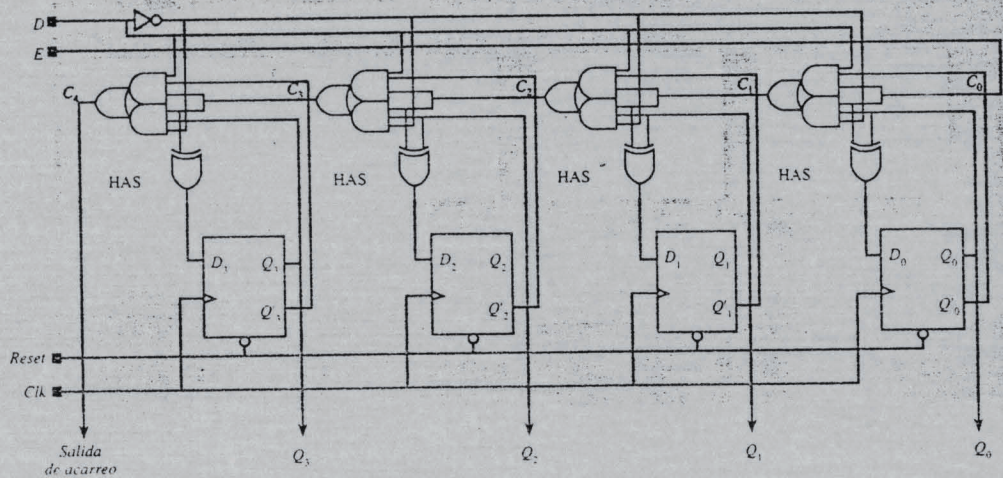 D
E
C₄
C₃
C₂
C₁
C₀
HAS
HAS
HAS
HAS
D₃ Q₃
Q'₃
D₂ Q₂
Q'₂
D₁ Q₁
Q'₁
D₀ Q₀
Q'₀
Reset
Clk
Salida
de acarreo
Q₃
Q₂
Q₁
Q₀